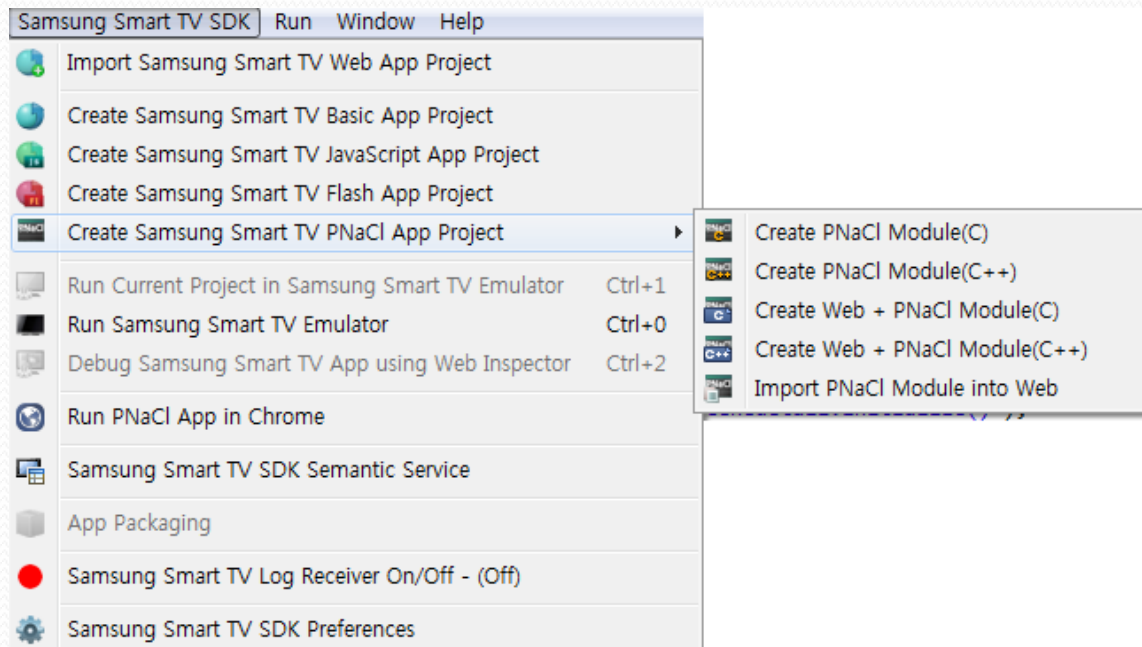 Samsung Smart TV SDK Run Window Help
Import Samsung Smart TV Web App Project
Create Samsung Smart TV Basic App Project
Create Samsung Smart TV JavaScript App Project
Create Samsung Smart TV Flash App Project
Create Samsung Smart TV PNaCl App Project
Create PNaCl Module(C)
Create PNaCl Module(C++)
Create Web + PNaCl Module(C)
Create Web + PNaCl Module(C++)
Import PNaCl Module into Web
Run Current Project in Samsung Smart TV Emulator Ctrl+1
Run Samsung Smart TV Emulator Ctrl+0
Debug Samsung Smart TV App using Web Inspector Ctrl+2
Run PNaCl App in Chrome
Samsung Smart TV SDK Semantic Service
App Packaging
Samsung Smart TV Log Receiver On/Off - (Off)
Samsung Smart TV SDK Preferences